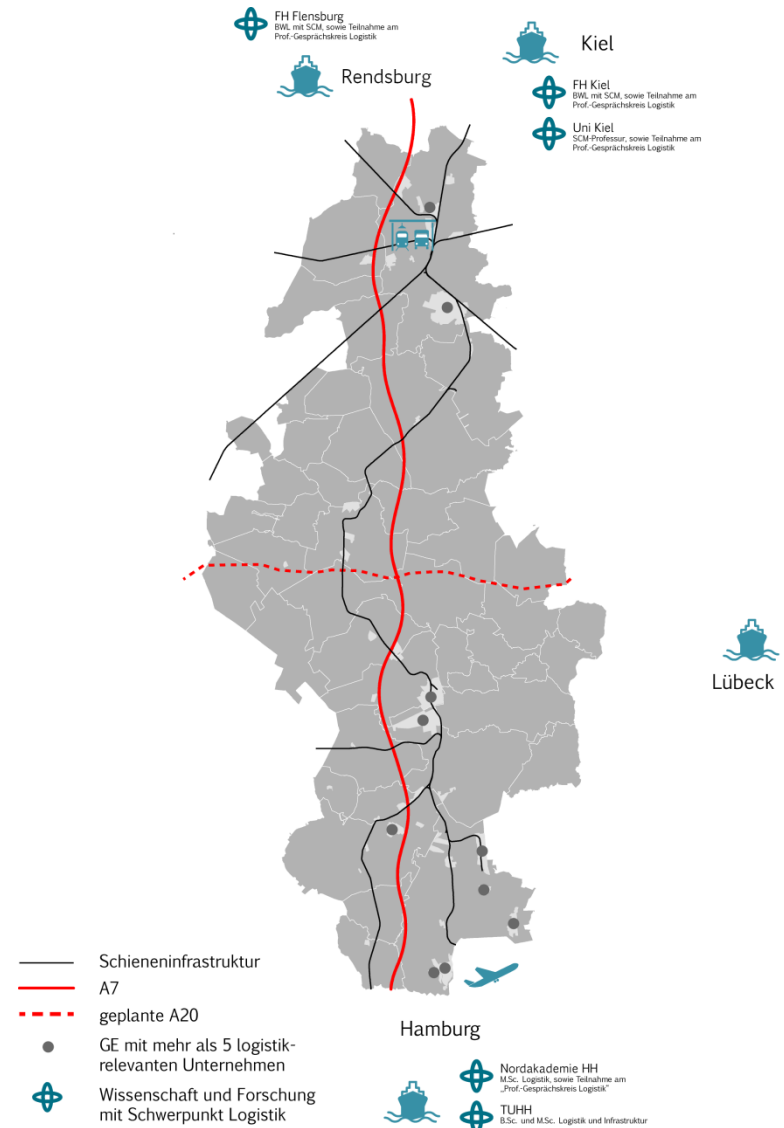 FH Flensburg
BWL mit SCM, sowie Teilnahme am
Prof.-Gesprächskreis Logistik
Rendsburg
Kiel
FH Kiel
BWL mit SCM, sowie Teilnahme am
Prof.-Gesprächskreis Logistik
Uni Kiel
SCM-Professur, sowie Teilnahme am
Prof.-Gesprächskreis Logistik
Lübeck
Schieneninfrastruktur
A7
geplante A20
GE mit mehr als 5 logistik-
relevanten Unternehmen
Wissenschaft und Forschung
mit Schwerpunkt Logistik
Hamburg
Nordakademie HH
M.Sc. Logistik, sowie Teilnahme am
„Prof.-Gesprächskreis Logistik"
TUHH
B.Sc. und M.Sc. Logistik und Infrastruktur